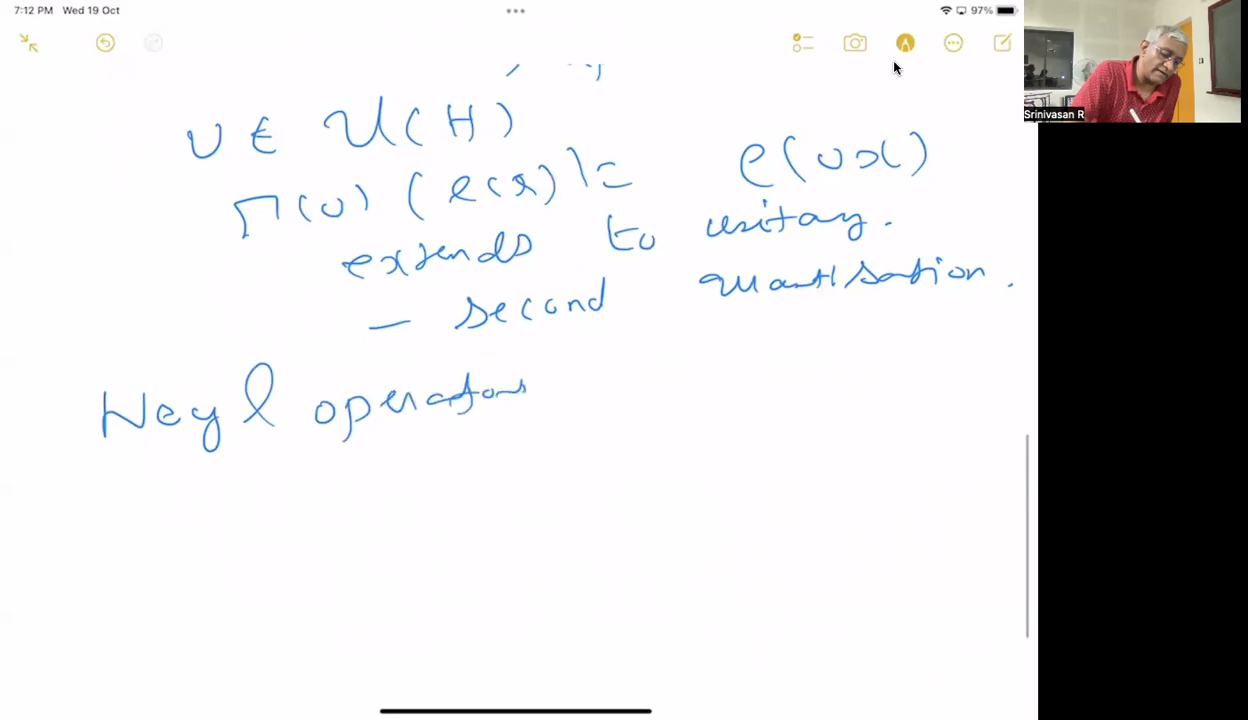 7:12 PM Wed 19 Oct
97%
Srinivasan R
U ∈ U(H)
Γ(U) (e(x)) = e(Ux)
extends to unitary.
— second quantisation.
Weyl operators